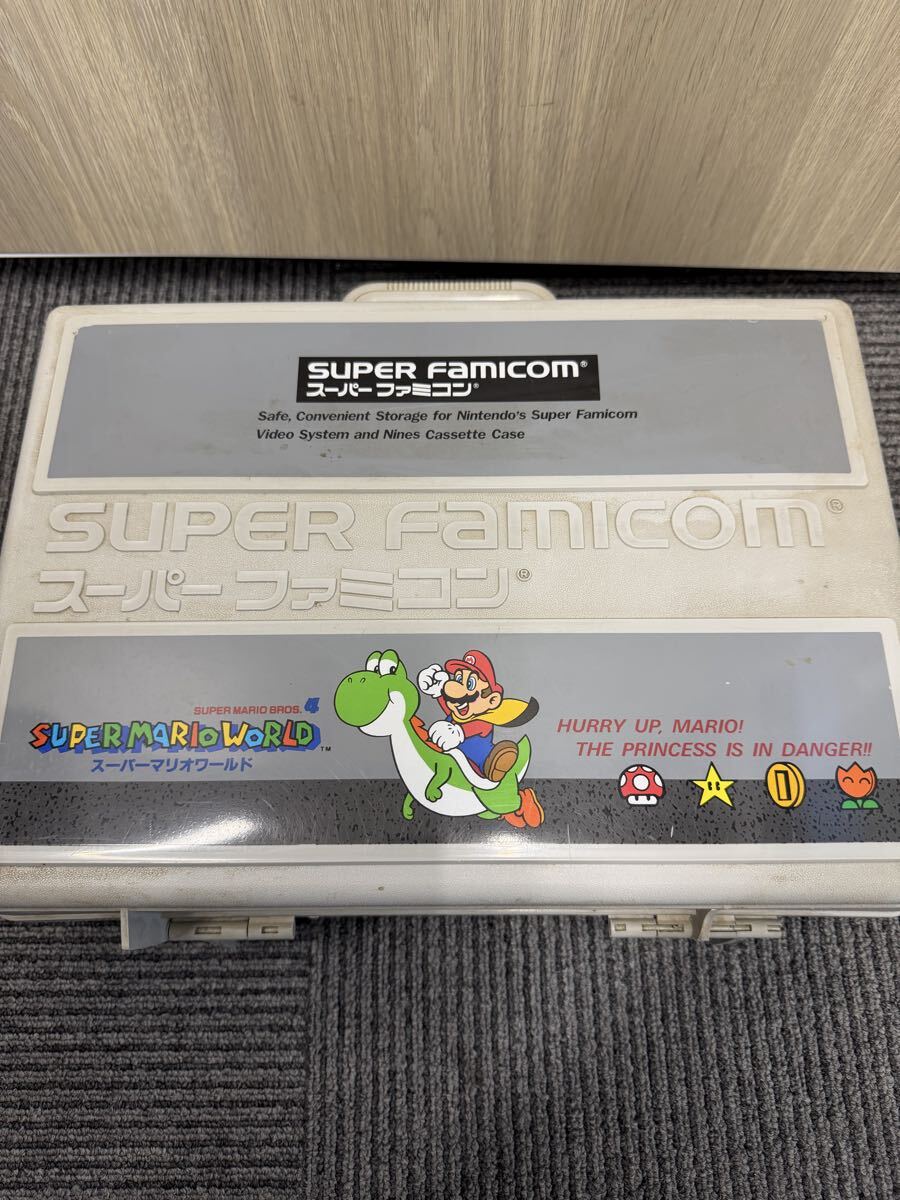 SUPER FAMICOM®
スーパーファミコン®
Safe, Convenient Storage for Nintendo's Super Famicom
Video System and Nines Cassette Case
SUPER FAMICOM®
スーパーファミコン®
SUPER MARIO BROS. 4
SUPER MARIO WORLD™
スーパーマリオワールド
M
HURRY UP, MARIO!
THE PRINCESS IS IN DANGER!!